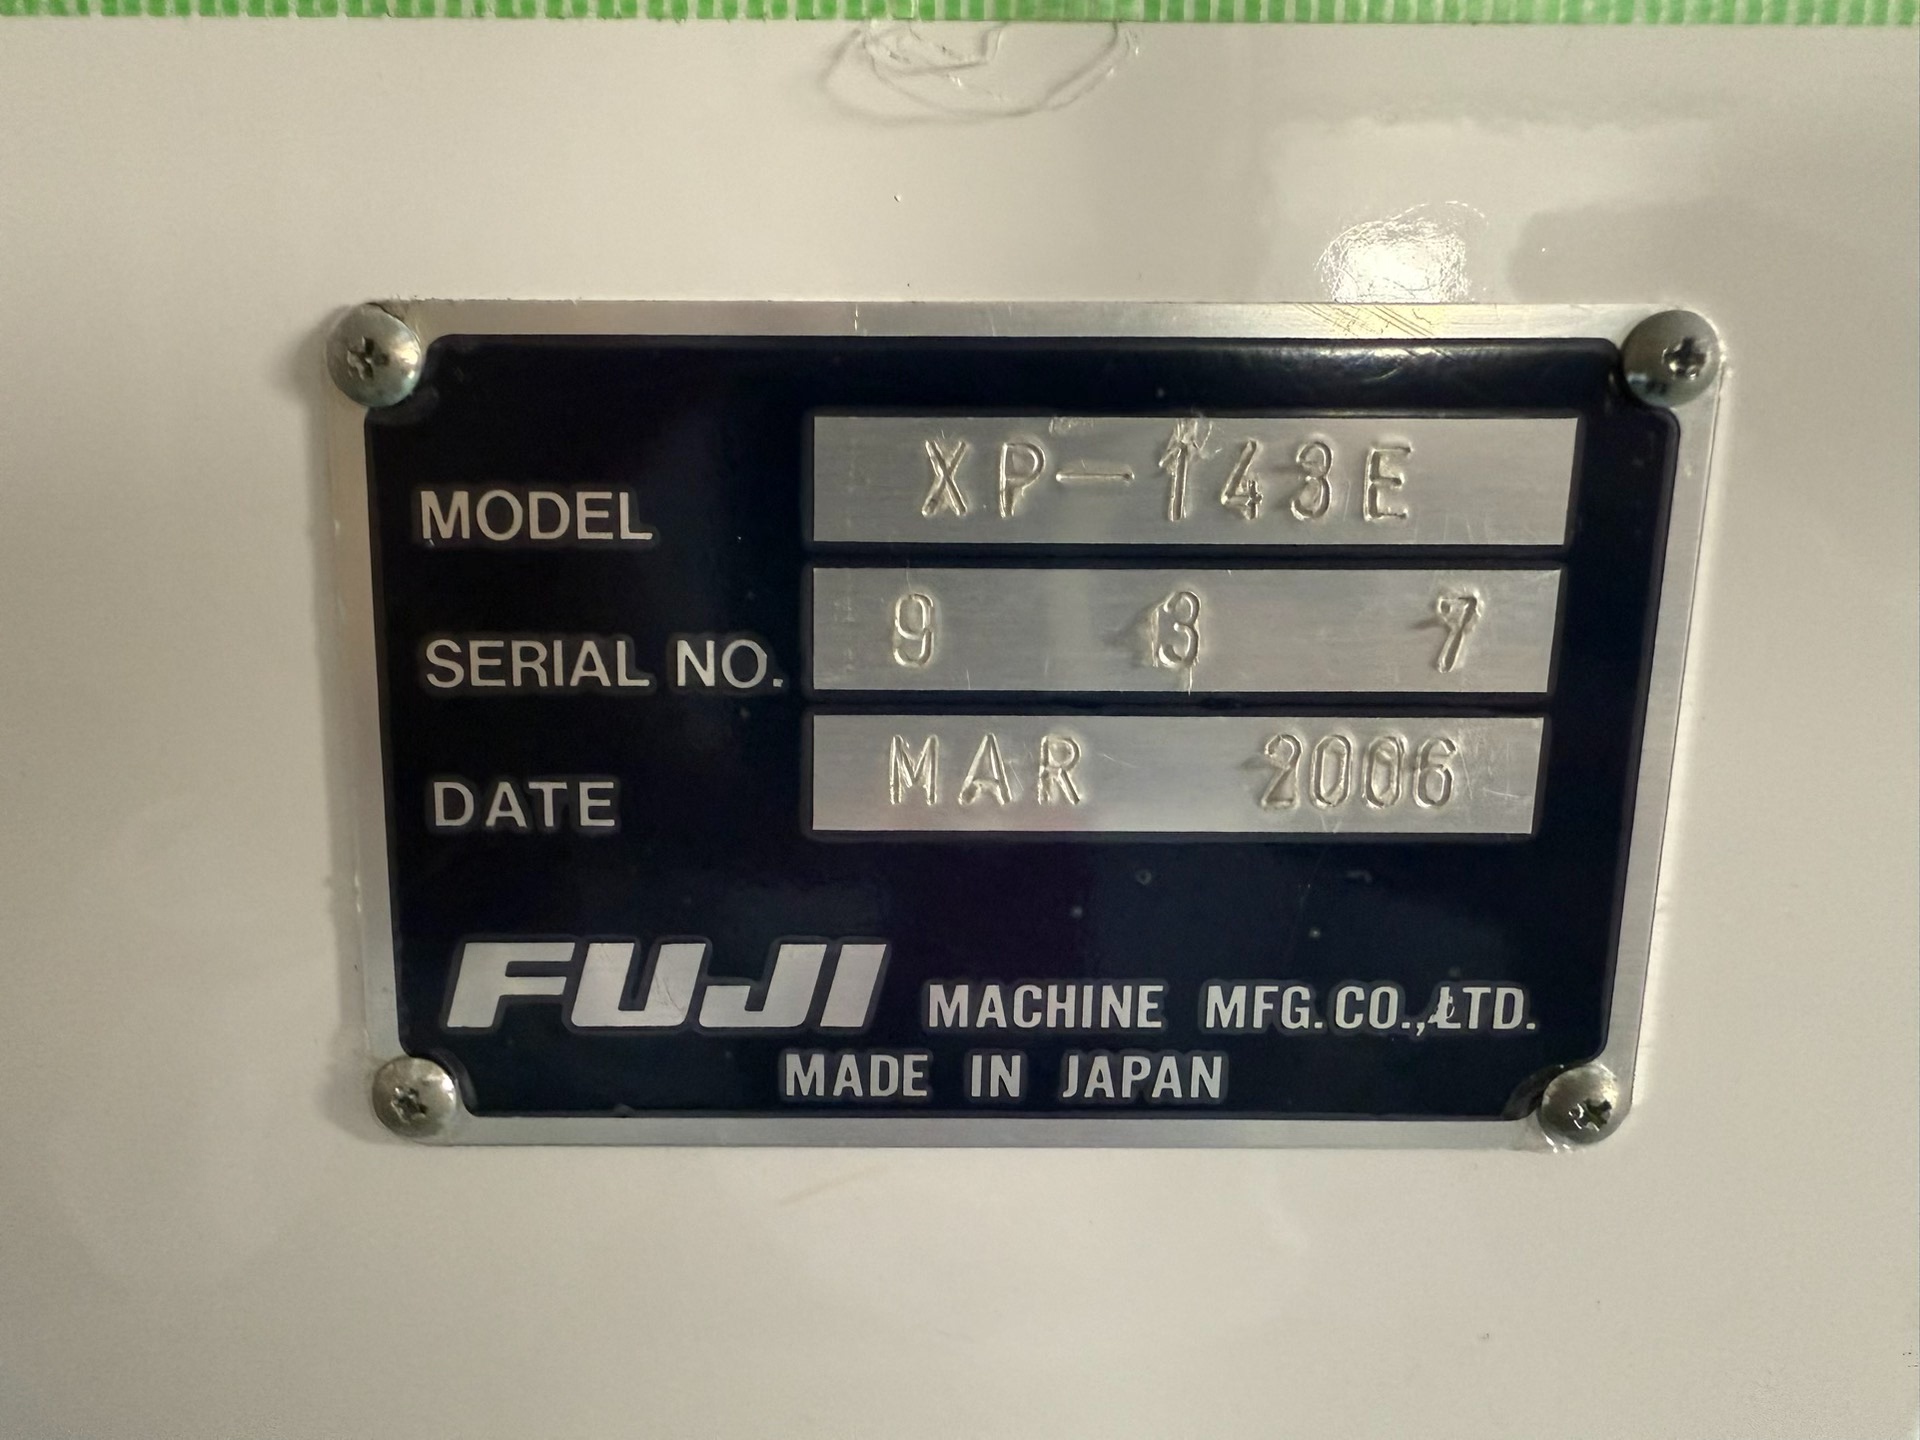 MODEL XP-143E
SERIAL NO. 9 3 7
DATE MAR 2006
FUJI MACHINE MFG. CO., LTD.
MADE IN JAPAN